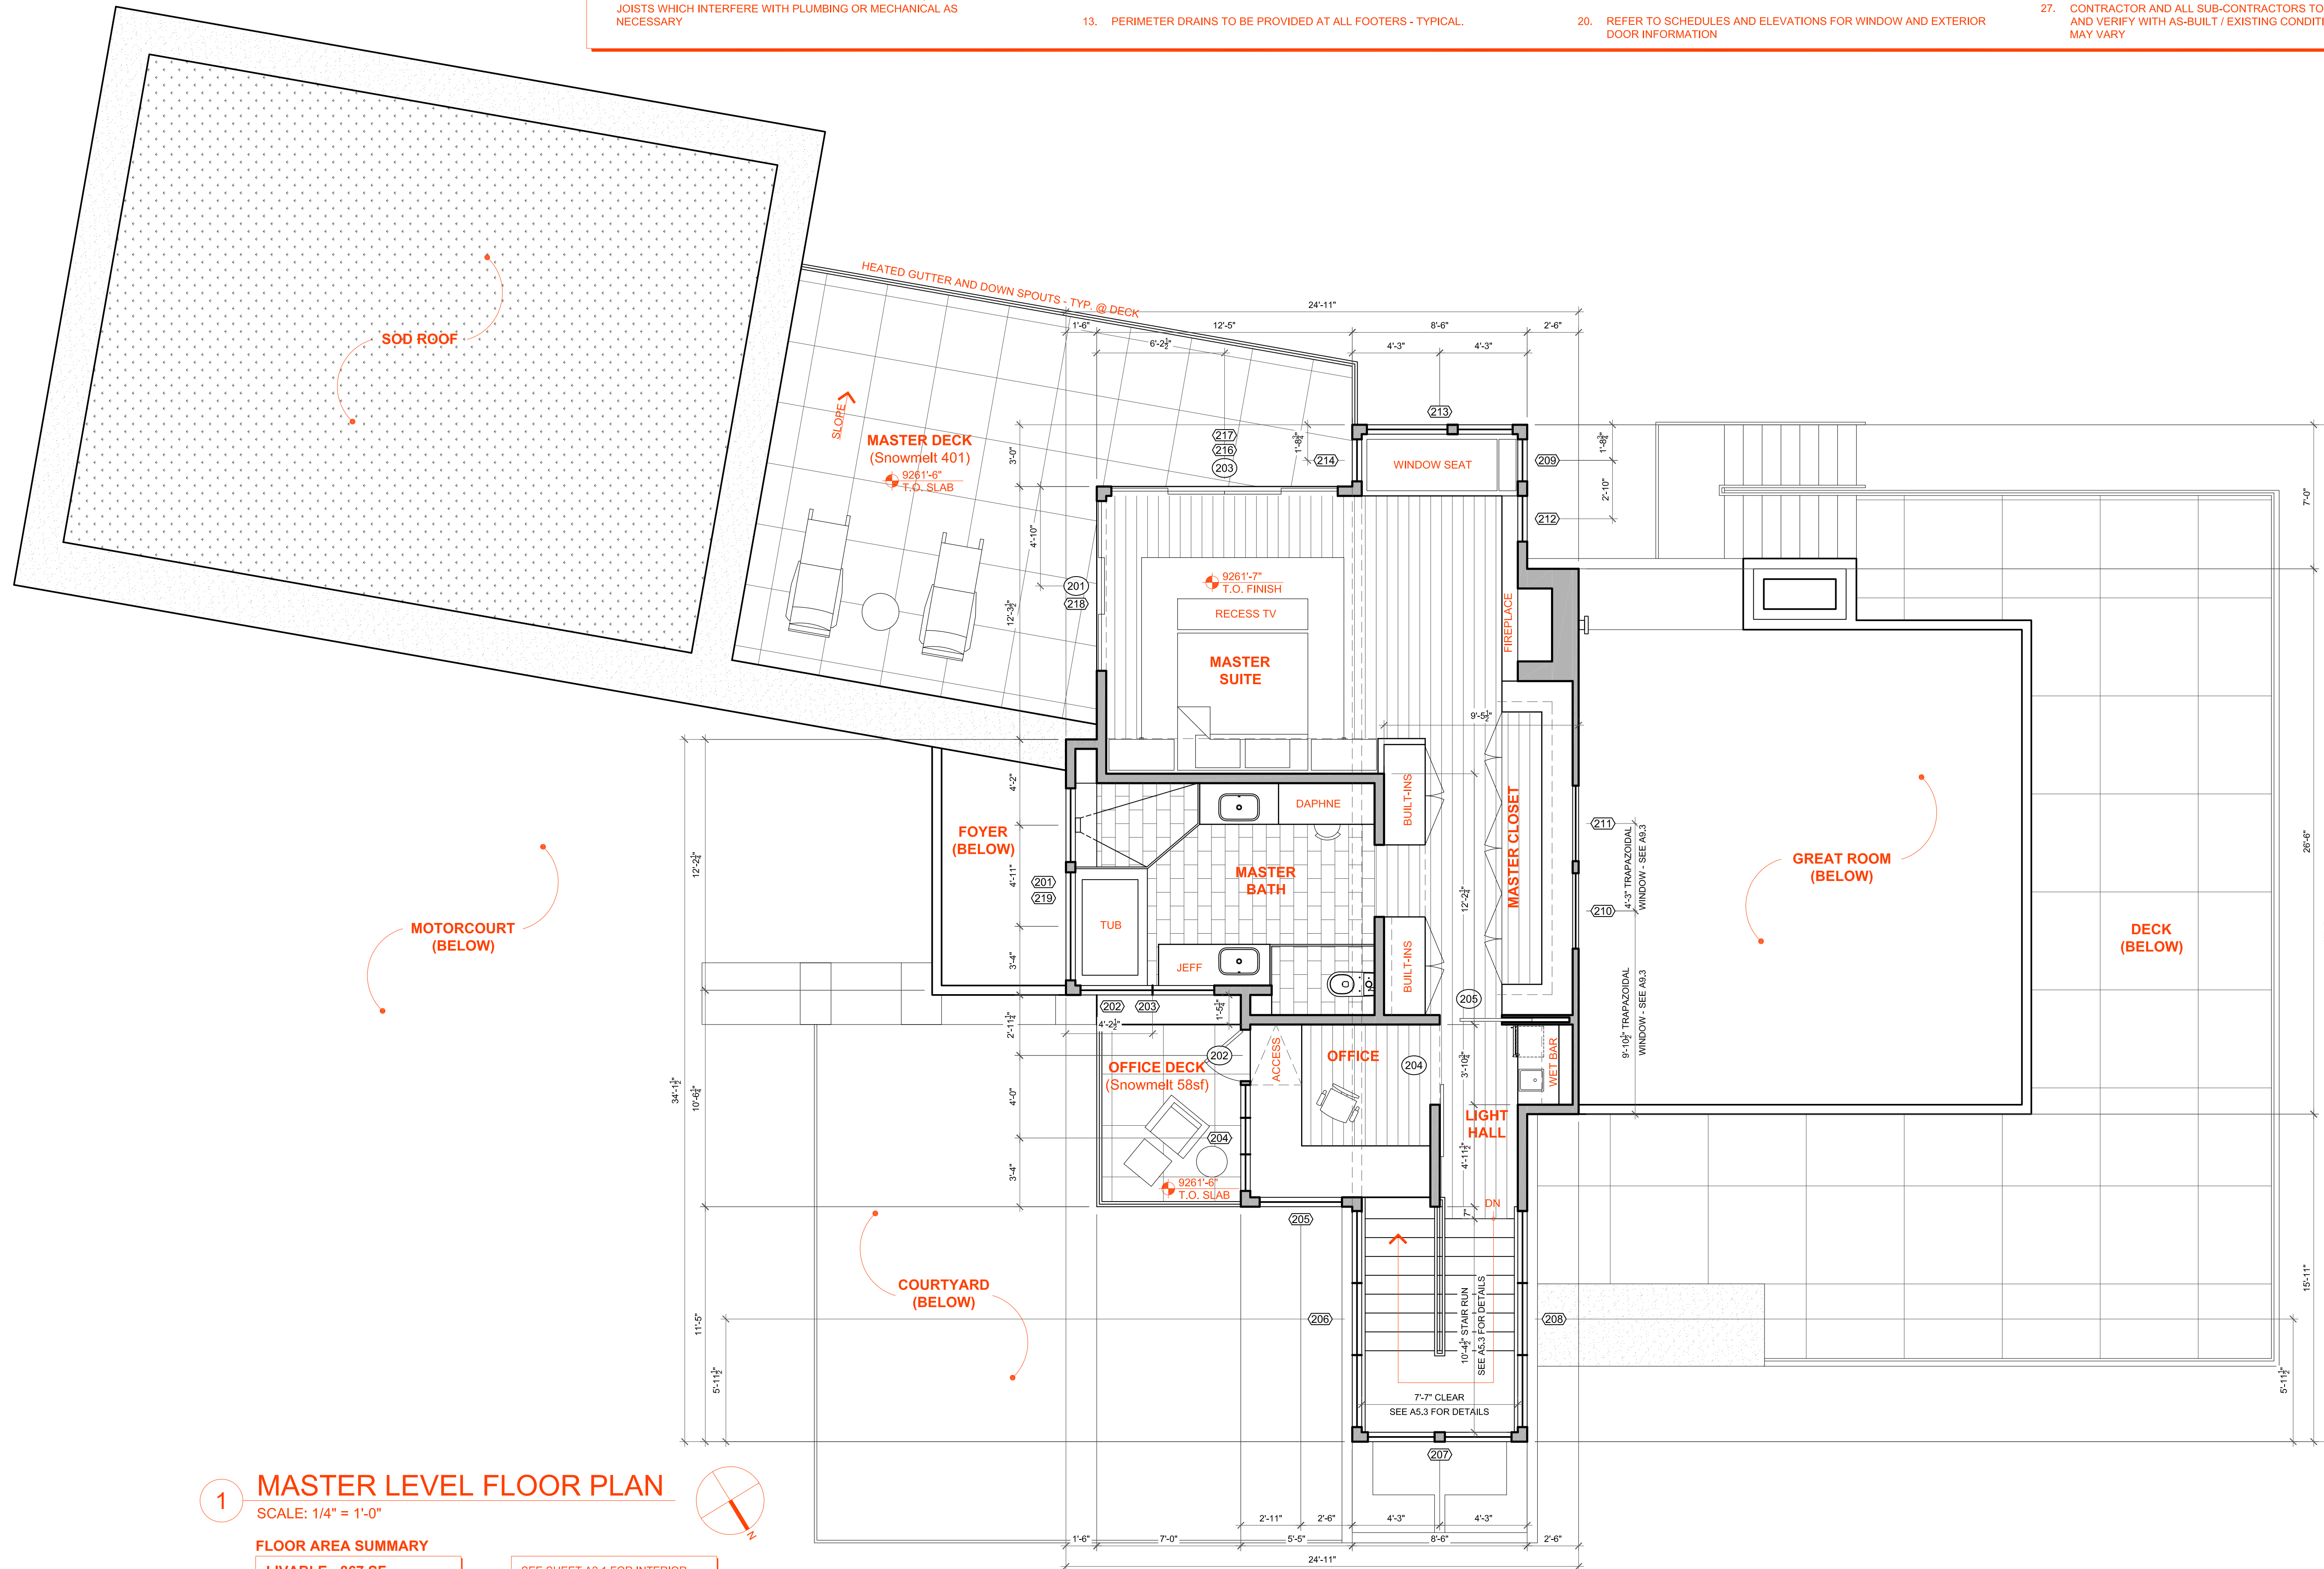 JOISTS WHICH INTERFERE WITH PLUMBING OR MECHANICAL AS
NECESSARY
13. PERIMETER DRAINS TO BE PROVIDED AT ALL FOOTERS - TYPICAL.
20. REFER TO SCHEDULES AND ELEVATIONS FOR WINDOW AND EXTERIOR
DOOR INFORMATION
27. CONTRACTOR AND ALL SUB-CONTRACTORS TO
AND VERIFY WITH AS-BUILT / EXISTING
MAY VARY
SOD ROOF
HEATED GUTTER AND DOWN SPOUTS - TYP. @ DECK
24'-11"
1'-6"
12'-5"
8'-6"
2'-6"
6'-2½"
4'-3"
4'-3"
SLOPE
MASTER DECK
(Snowmelt 401)
9261'-6"
T.O. SLAB
3'-0"
217
216
203
1'-8¾"
214
213
WINDOW SEAT
209
1'-8¾"
2'-10"
212
7'-0"
4'-10"
201
218
12'-3½"
9261'-7"
T.O. FINISH
RECESS TV
MASTER
SUITE
FIREPLACE
9'-5½"
4'-2"
FOYER
(BELOW)
4'-11"
201
219
3'-4"
12'-2¼"
DAPHNE
MASTER
BATH
TUB
JEFF
BUILT-INS
BUILT-INS
12'-2¼"
MASTER CLOSET
205
211
4'-3" TRAPAZOIDAL
WINDOW - SEE A9.3
210
9'-10½" TRAPAZOIDAL
WINDOW - SEE A9.3
GREAT ROOM
(BELOW)
26'-6"
DECK
(BELOW)
MOTORCOURT
(BELOW)
202
203
1'-5¼"
4'-2½"
2'-11¼"
202
OFFICE DECK
(Snowmelt 58sf)
ACCESS
OFFICE
204
3'-10¾"
WET BAR
34'-1½"
10'-6¼"
4'-0"
204
LIGHT
HALL
4'-11½"
3'-4"
9261'-6"
T.O. SLAB
DN
7"
205
COURTYARD
(BELOW)
11'-5"
5'-11½"
206
10'-4½" STAIR RUN
SEE A5.3 FOR DETAILS
208
15'-11"
5'-11½"
7'-7" CLEAR
SEE A5.3 FOR DETAILS
207
2'-11"
2'-6"
4'-3"
4'-3"
1'-6"
7'-0"
5'-5"
8'-6"
2'-6"
24'-11"
1
MASTER LEVEL FLOOR PLAN
SCALE: 1/4" = 1'-0"
N
FLOOR AREA SUMMARY